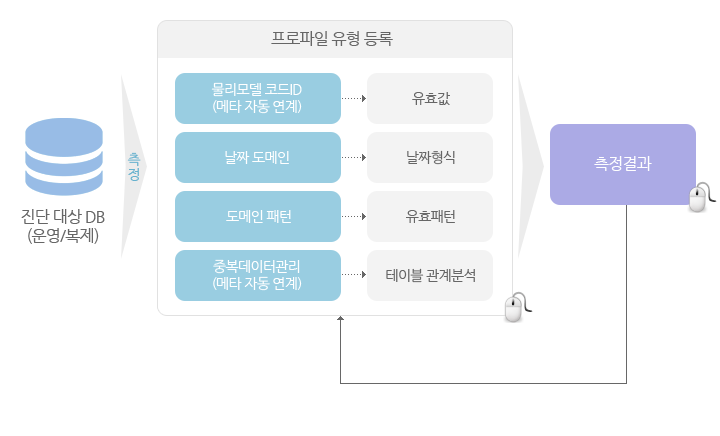 프로파일 유형 등록
물리모델 코드ID
(메타 자동 연계)
유효값
날짜 도메인
날짜형식
도메인 패턴
유효패턴
중복데이터관리
(메타 자동 연계)
테이블 관계분석
진단 대상 DB
(운영/복제)
측
정
측정결과